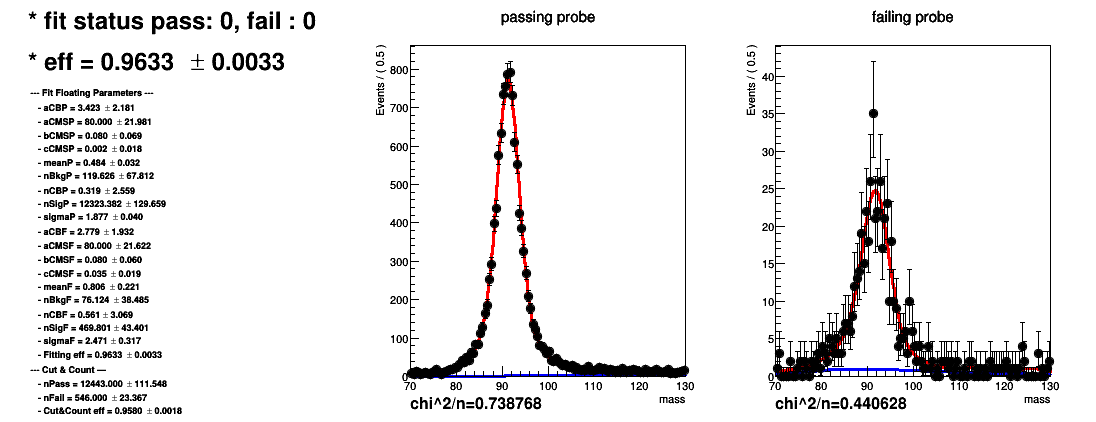 * fit status pass: 0, fail : 0
* eff = 0.9633 ± 0.0033
--- Fit Floating Parameters ---
- aCBP = 3.423 ± 2.181
- aCMSP = 80.000 ± 21.981
- bCMSP = 0.080 ± 0.069
- cCMSP = 0.002 ± 0.018
- meanP = 0.484 ± 0.032
- nBkgP = 119.626 ± 67.812
- nCBP = 0.319 ± 2.559
- nSigP = 12323.382 ± 129.659
- sigmaP = 1.877 ± 0.040
- aCBF = 2.779 ± 1.932
- aCMSF = 80.000 ± 21.622
- bCMSF = 0.080 ± 0.060
- cCMSF = 0.035 ± 0.019
- meanF = 0.806 ± 0.221
- nBkgF = 76.124 ± 38.485
- nCBF = 0.561 ± 3.069
- nSigF = 469.801 ± 43.401
- sigmaF = 2.471 ± 0.317
- Fitting eff = 0.9633 ± 0.0033
--- Cut & Count ---
- nPass = 12443.000 ± 111.548
- nFail = 546.000 ± 23.367
- Cut&Count eff = 0.9580 ± 0.0018
passing probe
Events / ( 0.5 )
800
700
600
500
400
300
200
100
0
70 80 90 100 110 120 130
mass
chi^2/n=0.738768
failing probe
Events / ( 0.5 )
40
35
30
25
20
15
10
5
0
70 80 90 100 110 120 130
mass
chi^2/n=0.440628